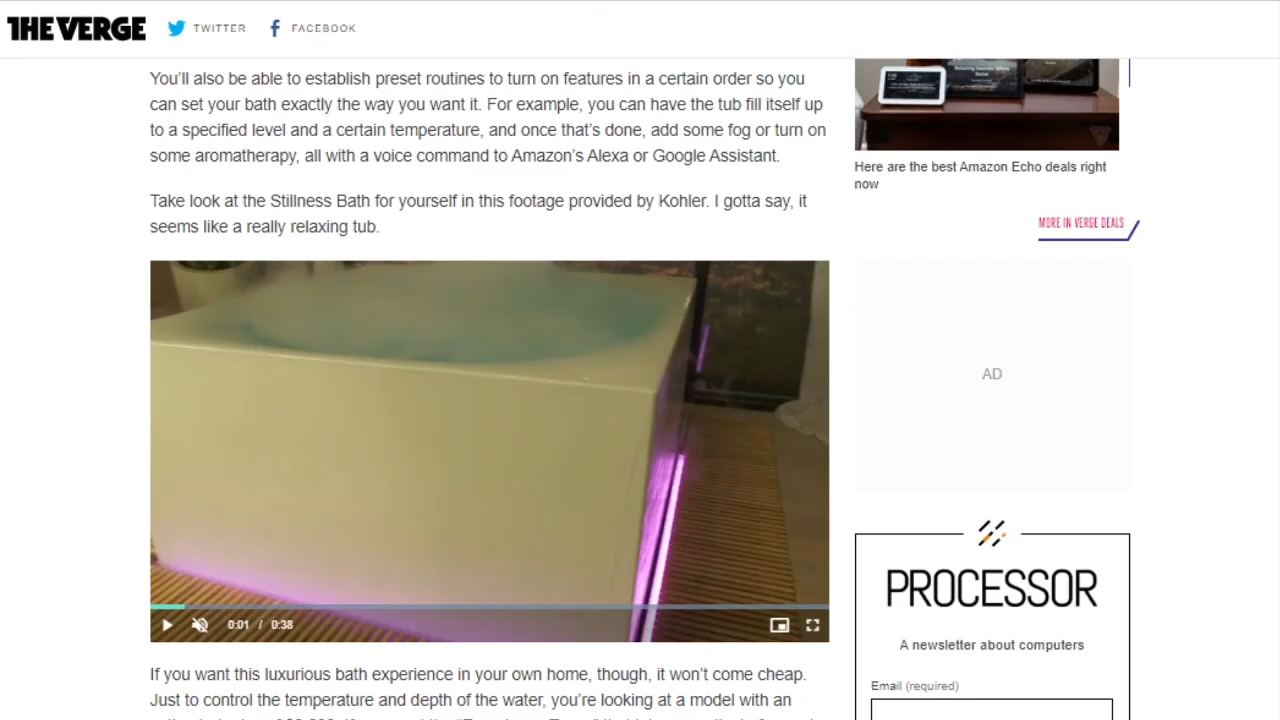 THE VERGE
TWITTER
FACEBOOK
You'll also be able to establish preset routines to turn on features in a certain order so you
can set your bath exactly the way you want it. For example, you can have the tub fill itself up
to a specified level and a certain temperature, and once that's done, add some fog or turn on
some aromatherapy, all with a voice command to Amazon's Alexa or Google Assistant.
Take look at the Stillness Bath for yourself in this footage provided by Kohler. I gotta say, it
seems like a really relaxing tub.
0:01 / 0:38
If you want this luxurious bath experience in your own home, though, it won't come cheap.
Just to control the temperature and depth of the water, you're looking at a model with an
Here are the best Amazon Echo deals right
now
MORE IN VERGE DEALS
AD
PROCESSOR
A newsletter about computers
Email (required)